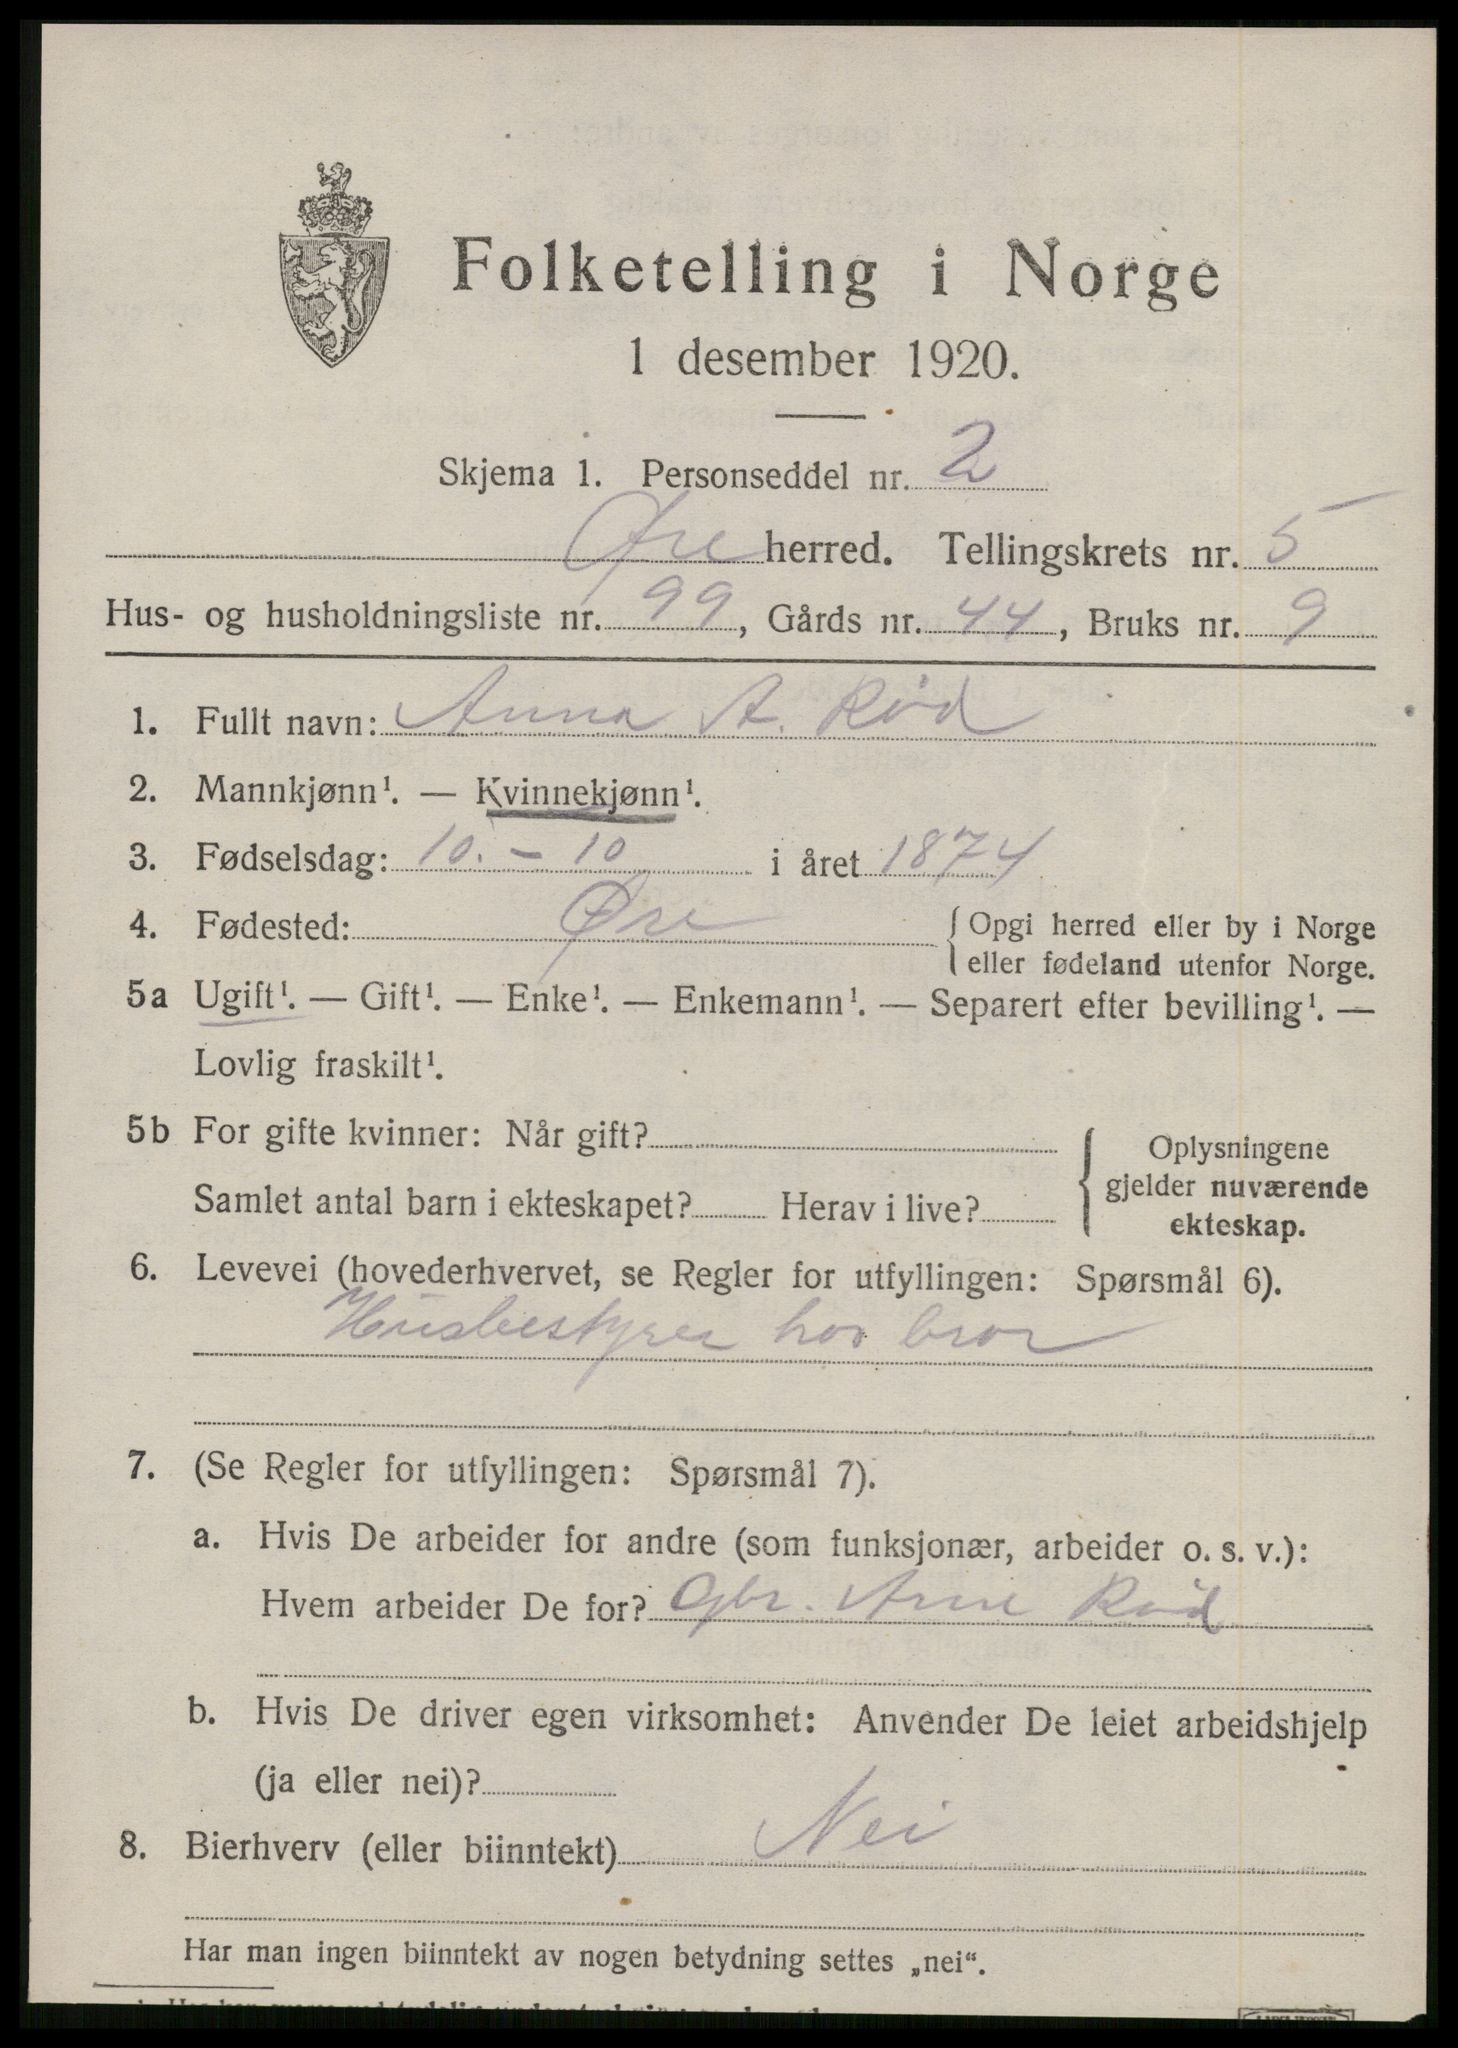 Folketelling i Norge
1 desember 1920.
Skjema 1. Personseddel nr. 2
Øre herred. Tellingskrets nr. 5
Hus- og husholdningsliste nr. 99, Gårds nr. 44, Bruks nr. 9
1. Fullt navn: Anna A. Rød
2. Mannkjønn¹. — Kvinnekjønn¹.
3. Fødselsdag: 10. - 10 i året 1874
4. Fødested: Øre { Opgi herred eller by i Norge
eller fødeland utenfor Norge.
5a Ugift¹. — Gift¹. — Enke¹. — Enkemann¹. — Separert efter bevilling¹. —
Lovlig fraskilt¹.
5b For gifte kvinner: Når gift?
Samlet antal barn i ekteskapet? Herav i live?
{ Oplysningene
gjelder nuværende
ekteskap.
6. Levevei (hovederhvervet, se Regler for utfyllingen: Spørsmål 6).
Husbestyrer hos bror
7. (Se Regler for utfyllingen: Spørsmål 7).
a. Hvis De arbeider for andre (som funksjonær, arbeider o. s. v.):
Hvem arbeider De for? Gbr. Arne Rød
b. Hvis De driver egen virksomhet: Anvender De leiet arbeidshjelp
(ja eller nei)?
8. Bierhverv (eller biinntekt) Nei
Har man ingen biinntekt av nogen betydning settes „nei“.